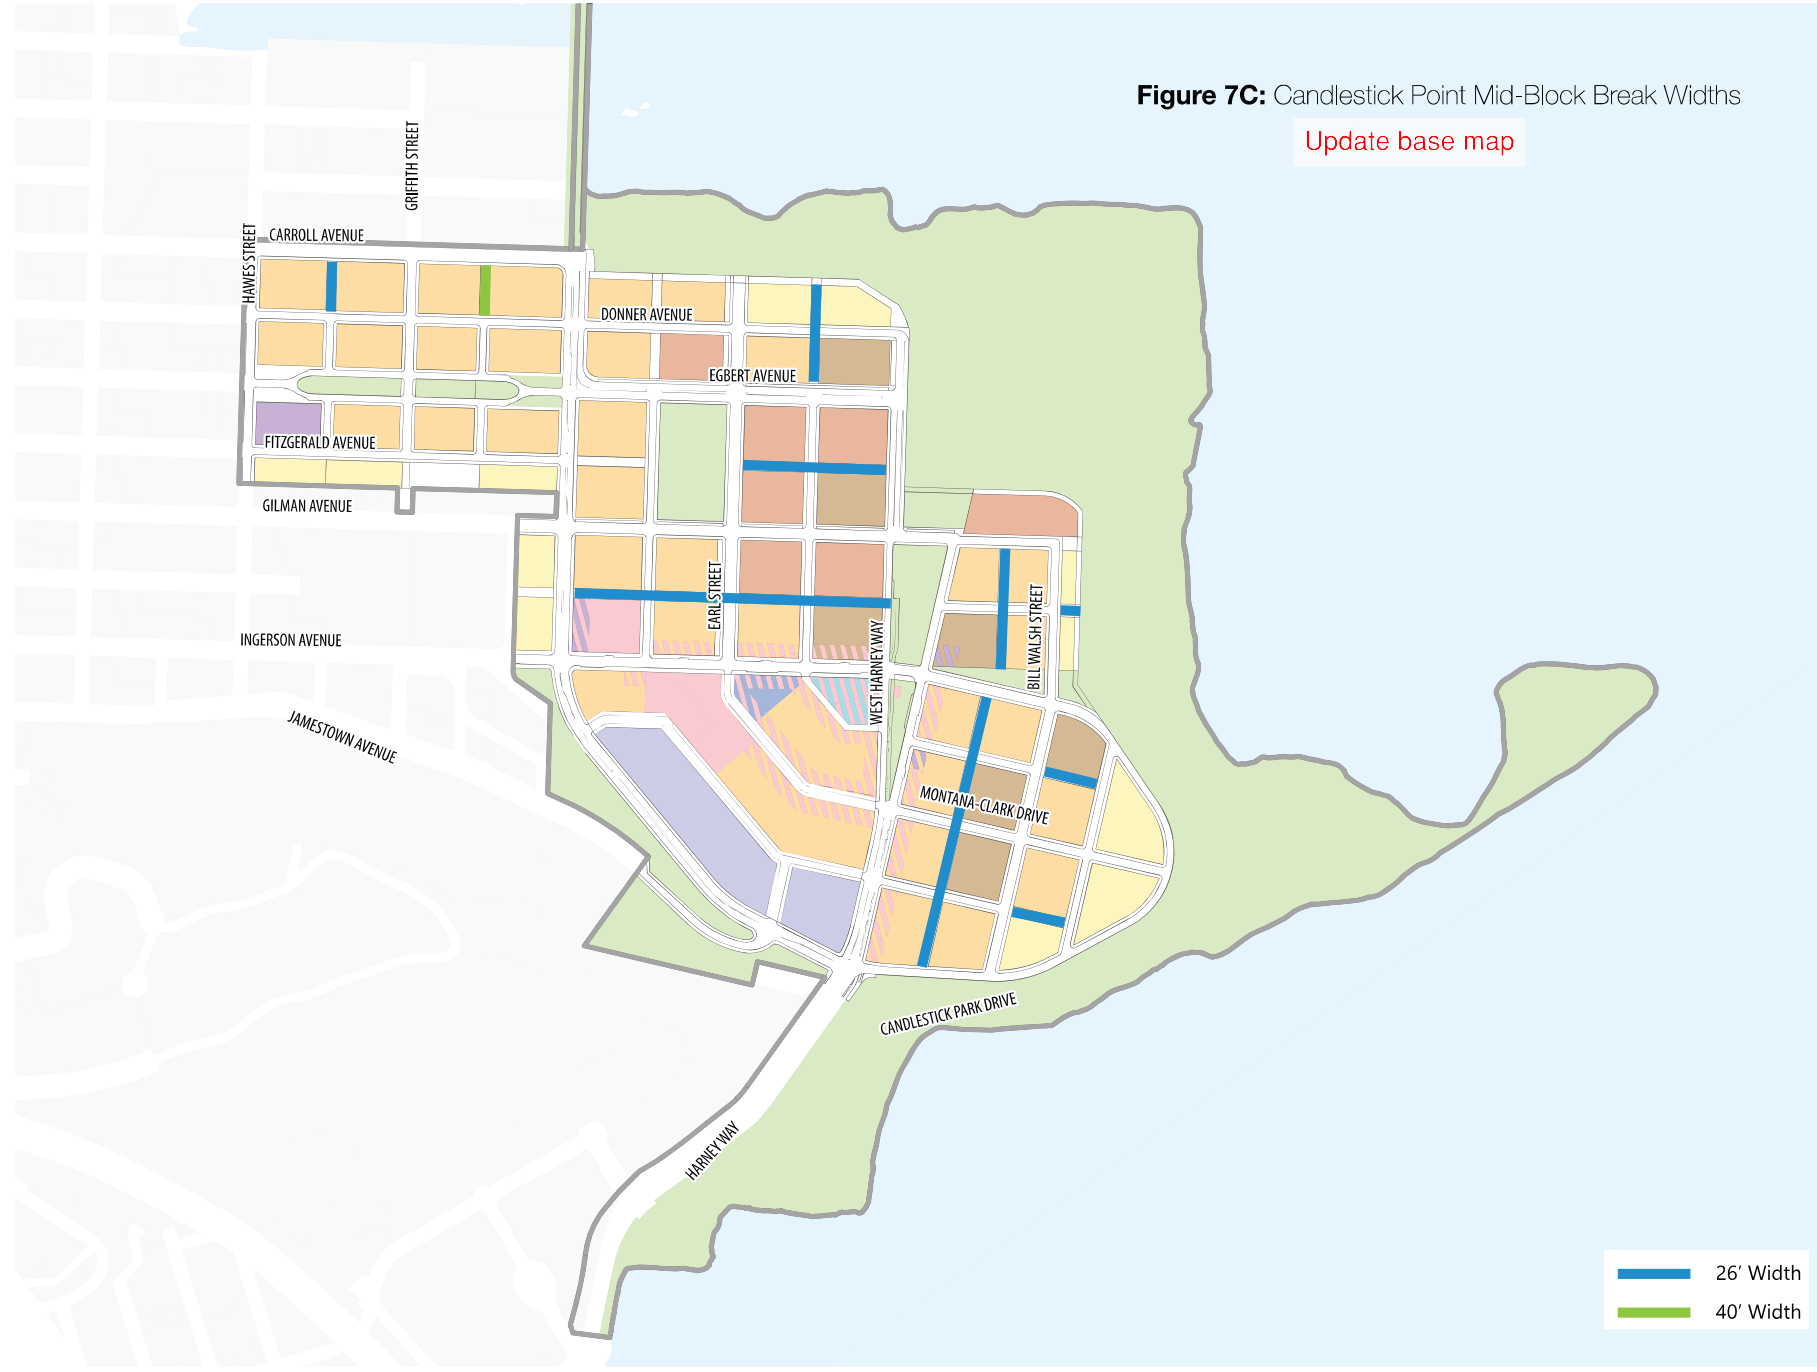 Figure 7C: Candlestick Point Mid-Block Break Widths
Update base map
GRIFFITH STREET
HAWES STREET
CARROLL AVENUE
DONNER AVENUE
EGBERT AVENUE
FITZGERALD AVENUE
GILMAN AVENUE
EARL STREET
BILL WALSH STREET
INGERSON AVENUE
WEST HARNEY WAY
JAMESTOWN AVENUE
MONTANA-CLARK DRIVE
CANDLESTICK PARK DRIVE
HARNEY WAY
26’ Width
40’ Width